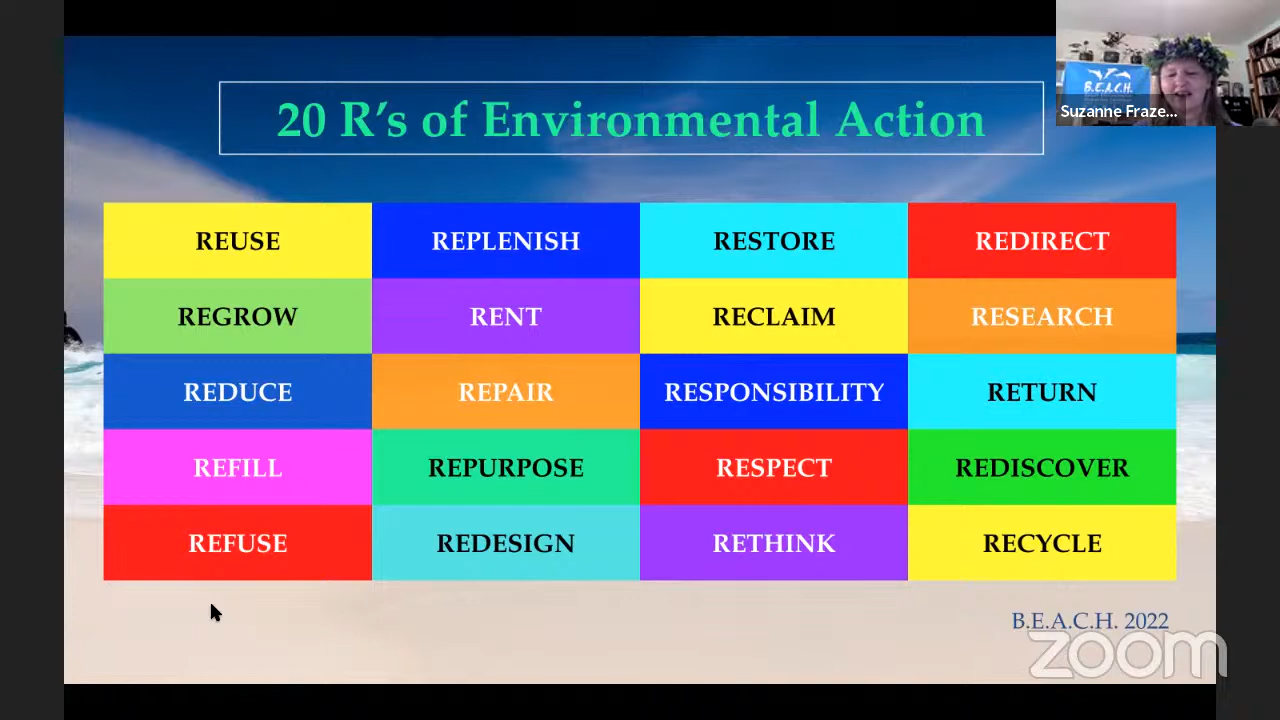 20 R's of Environmental Action
B.E.A.C.H.
Suzanne Fraze...
REUSE REPLENISH RESTORE REDIRECT
REGROW RENT RECLAIM RESEARCH
REDUCE REPAIR RESPONSIBILITY RETURN
REFILL REPURPOSE RESPECT REDISCOVER
REFUSE REDESIGN RETHINK RECYCLE
B.E.A.C.H. 2022
zoom